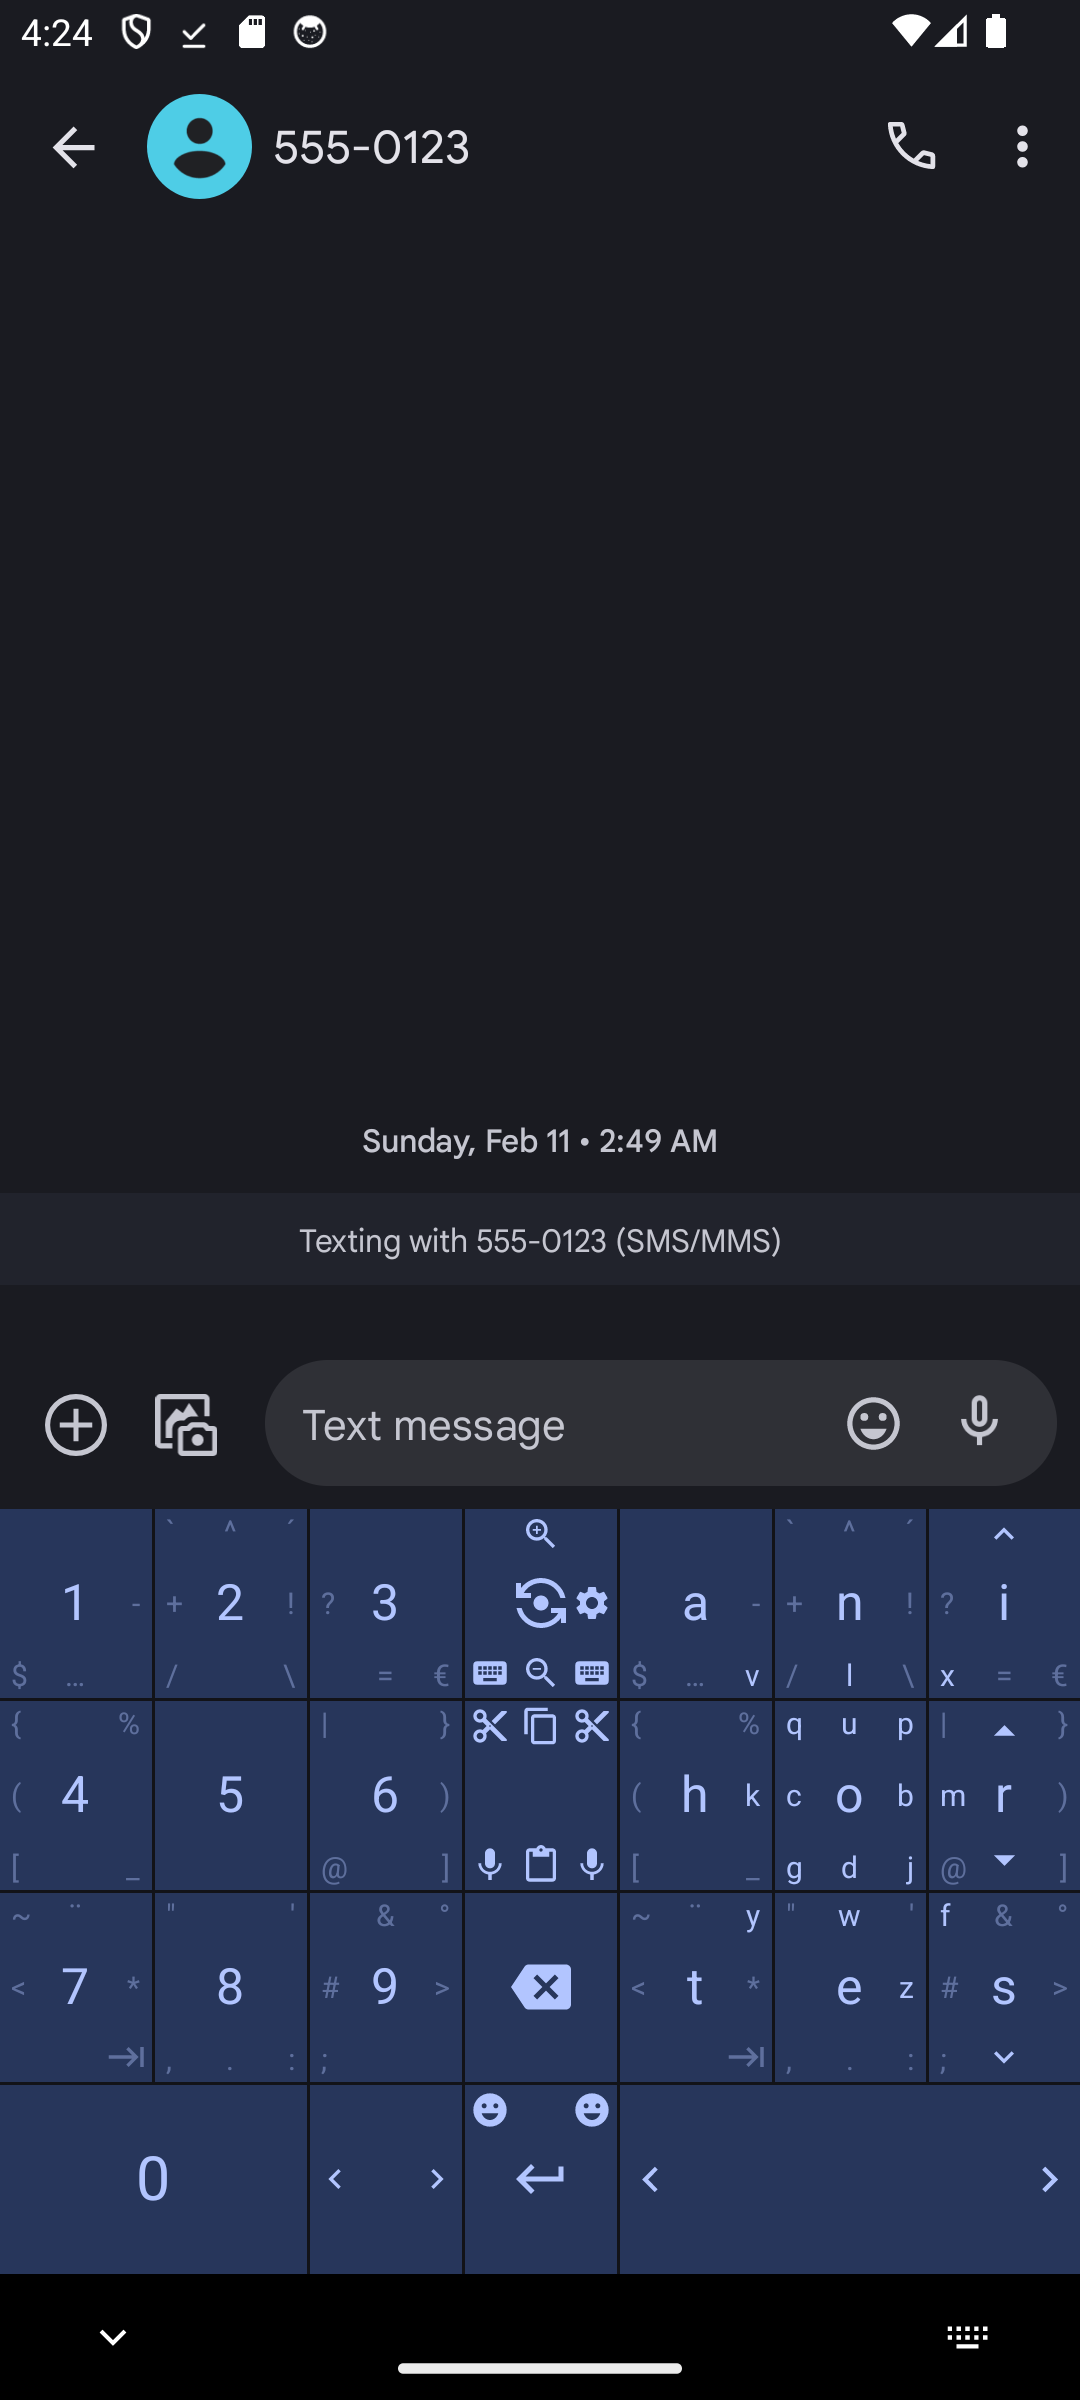 4:24
555-0123
Sunday, Feb 11 • 2:49 AM
Texting with 555-0123 (SMS/MMS)
Text message
` ^ ´ ` ^ ´
1 - + 2 ! ? 3 a - + n ! ? i
$ … / \ = € $ … v / l \ x = €
{ % | } { % q u p | }
( 4 5 6 ) ( h k c o b m r )
[ _ @ ] [ _ g d j @ ]
~ ¨ " ' & ° ~ ¨ y " w ' f & °
< 7 * 8 # 9 > < t * e z # s >
, . : ; , . : ;
0 < > < >